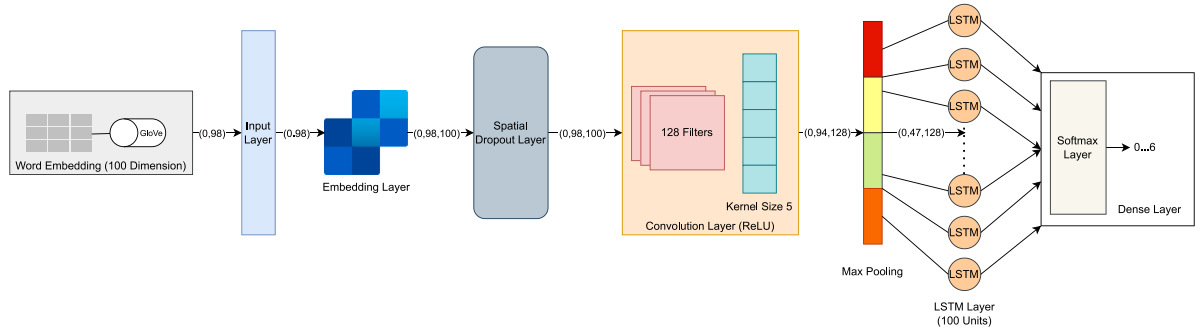 GloVe
Word Embedding (100 Dimension)
(0,98)
Input
Layer
(0,98)
Embedding Layer
(0,98,100)
Spatial
Dropout Layer
(0,98,100)
128 Filters
Kernel Size 5
Convolution Layer (ReLU)
(0,94,128)
Max Pooling
(0,47,128)
LSTM
LSTM
LSTM
LSTM
LSTM
LSTM
LSTM Layer
(100 Units)
Softmax
Layer
0...6
Dense Layer